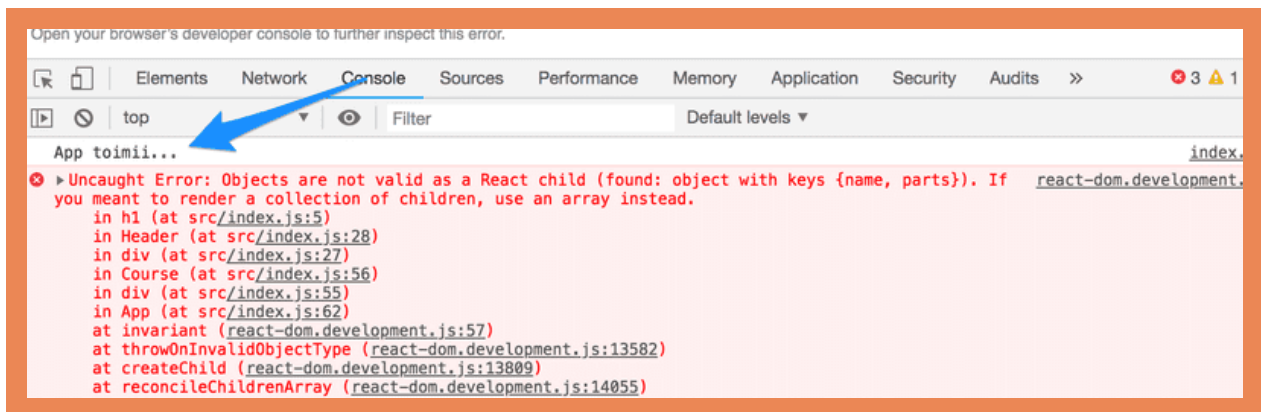 Open your browser's developer console to further inspect this error.
Elements Network Console Sources Performance Memory Application Security Audits » 3 1
top ▼ Filter Default levels ▼
App toimii... index.
▶Uncaught Error: Objects are not valid as a React child (found: object with keys {name, parts}). If react-dom.development.
you meant to render a collection of children, use an array instead.
in h1 (at src/index.js:5)
in Header (at src/index.js:28)
in div (at src/index.js:27)
in Course (at src/index.js:56)
in div (at src/index.js:55)
in App (at src/index.js:62)
at invariant (react-dom.development.js:57)
at throwOnInvalidObjectType (react-dom.development.js:13582)
at createChild (react-dom.development.js:13809)
at reconcileChildrenArray (react-dom.development.js:14055)